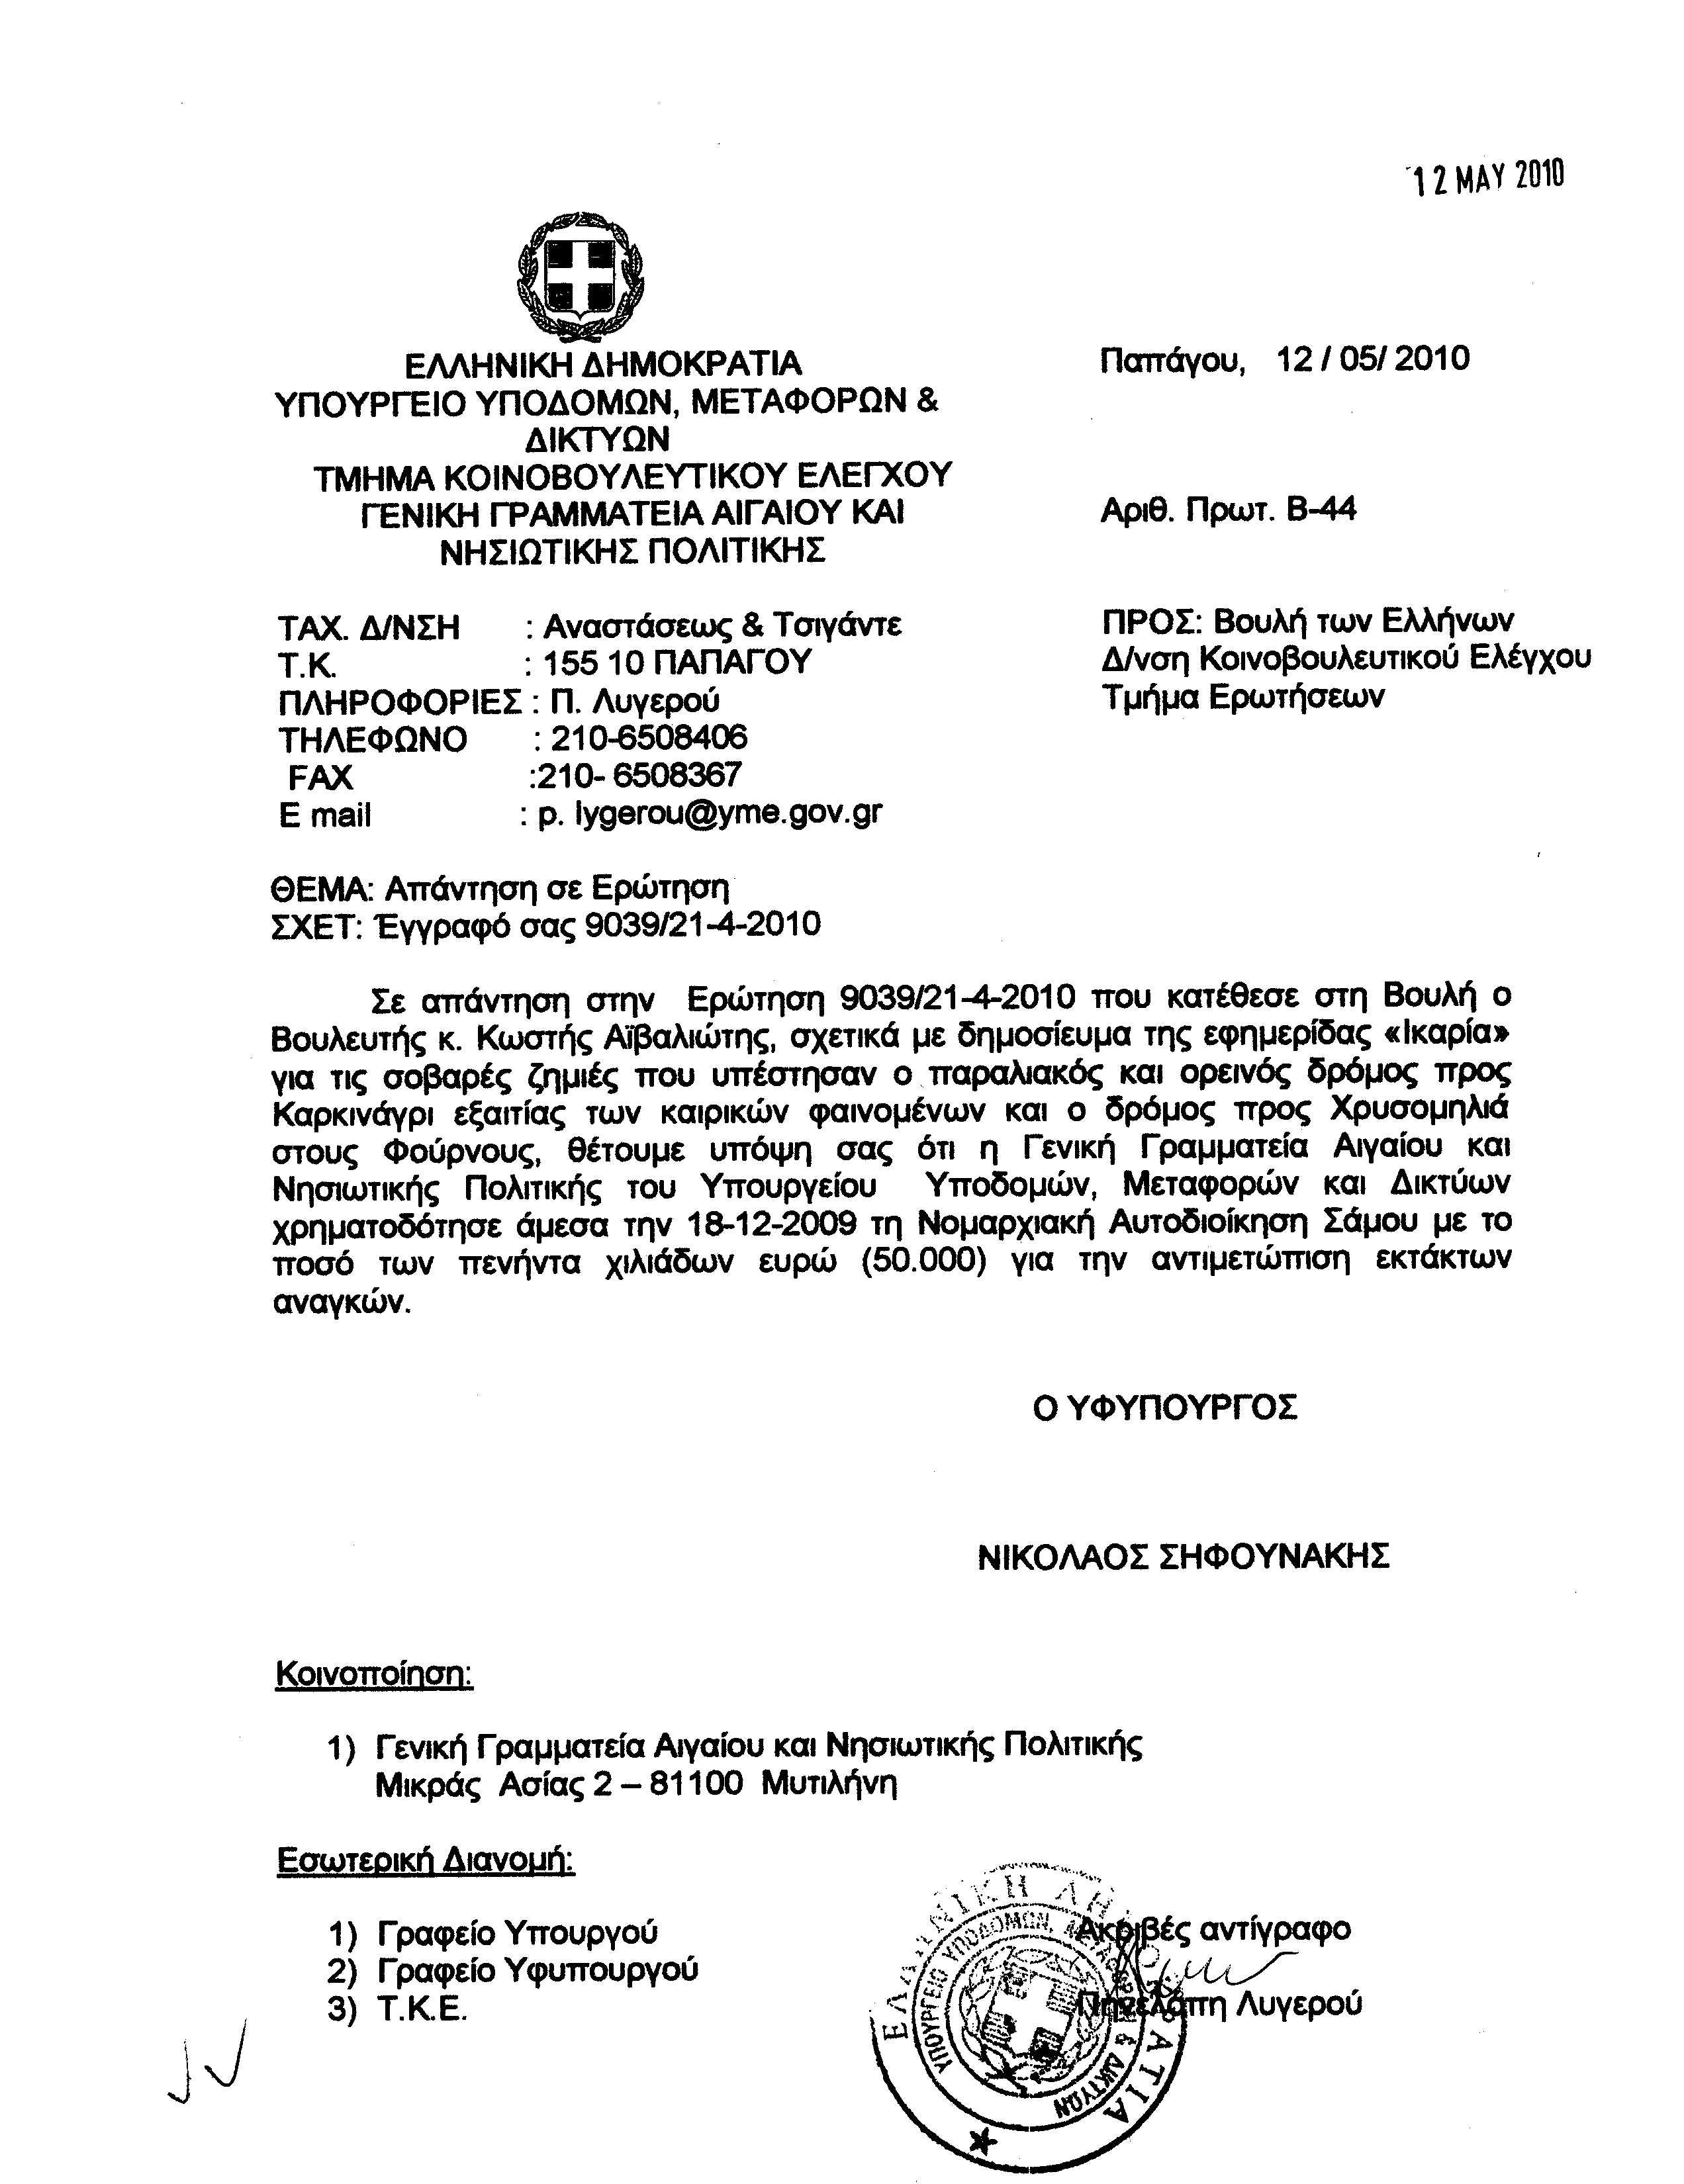 12 MAY 2010
ΕΛΛΗΝΙΚΗ ΔΗΜΟΚΡΑΤΙΑ
ΥΠΟΥΡΓΕΙΟ ΥΠΟΔΟΜΩΝ, ΜΕΤΑΦΟΡΩΝ &
ΔΙΚΤΥΩΝ
ΤΜΗΜΑ ΚΟΙΝΟΒΟΥΛΕΥΤΙΚΟΥ ΕΛΕΓΧΟΥ
ΓΕΝΙΚΗ ΓΡΑΜΜΑΤΕΙΑ ΑΙΓΑΙΟΥ ΚΑΙ
ΝΗΣΙΩΤΙΚΗΣ ΠΟΛΙΤΙΚΗΣ
Παπάγου, 12 / 05/ 2010
Αριθ. Πρωτ. Β-44
ΤΑΧ. Δ/ΝΣΗ : Αναστάσεως & Τσιγάντε
Τ.Κ. : 155 10 ΠΑΠΑΓΟΥ
ΠΛΗΡΟΦΟΡΙΕΣ : Π. Λυγερού
ΤΗΛΕΦΩΝΟ : 210-6508406
FAX :210- 6508367
E mail : p. lygerou@yme.gov.gr
ΠΡΟΣ: Βουλή των Ελλήνων
Δ/νση Κοινοβουλευτικού Ελέγχου
Τμήμα Ερωτήσεων
ΘΕΜΑ: Απάντηση σε Ερώτηση
ΣΧΕΤ: Έγγραφό σας 9039/21-4-2010
Σε απάντηση στην Ερώτηση 9039/21-4-2010 που κατέθεσε στη Βουλή ο
Βουλευτής κ. Κωστής Αϊβαλιώτης, σχετικά με δημοσίευμα της εφημερίδας «Ικαρία»
για τις σοβαρές ζημιές που υπέστησαν ο παραλιακός και ορεινός δρόμος προς
Καρκινάγρι εξαιτίας των καιρικών φαινομένων και ο δρόμος προς Χρυσομηλιά
στους Φούρνους, θέτουμε υπόψη σας ότι η Γενική Γραμματεία Αιγαίου και
Νησιωτικής Πολιτικής του Υπουργείου Υποδομών, Μεταφορών και Δικτύων
χρηματοδότησε άμεσα την 18-12-2009 τη Νομαρχιακή Αυτοδιοίκηση Σάμου με το
ποσό των πενήντα χιλιάδων ευρώ (50.000) για την αντιμετώπιση εκτάκτων
αναγκών.
Ο ΥΦΥΠΟΥΡΓΟΣ
ΝΙΚΟΛΑΟΣ ΣΗΦΟΥΝΑΚΗΣ
Κοινοποίηση:
1) Γενική Γραμματεία Αιγαίου και Νησιωτικής Πολιτικής
Μικράς Ασίας 2 – 81100 Μυτιλήνη
Εσωτερική Διανομή:
1) Γραφείο Υπουργού
2) Γραφείο Υφυπουργού
3) Τ.Κ.Ε.
Ακριβές αντίγραφο
Πηνελόπη Λυγερού
ΥΠΟΥΡΓΕΙΟ ΥΠΟΔΟΜΩΝ, & ΔΙΚΤΥΩΝ